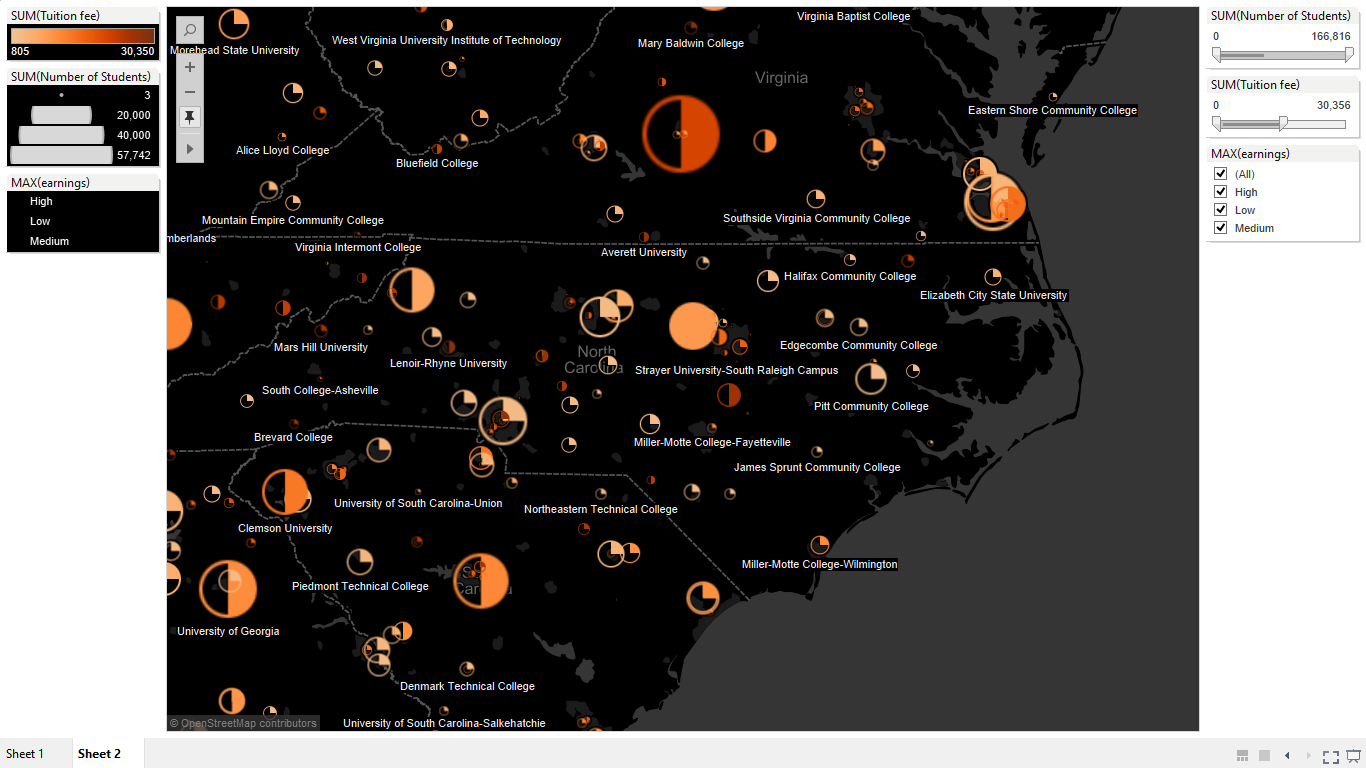 SUM(Tuition fee)
805 30,350
SUM(Number of Students)
3
20,000
40,000
57,742
MAX(earnings)
High
Low
Medium
Virginia Baptist College
West Virginia University Institute of Technology
Mary Baldwin College
Morehead State University
Virginia
Eastern Shore Community College
Alice Lloyd College
Bluefield College
Mountain Empire Community College
Southside Virginia Community College
mberlands
Virginia Intermont College
Averett University
Halifax Community College
Elizabeth City State University
Mars Hill University
Edgecombe Community College
North
Carolina
Lenoir-Rhyne University
Strayer University-South Raleigh Campus
South College-Asheville
Pitt Community College
Brevard College
Miller-Motte College-Fayetteville
James Sprunt Community College
University of South Carolina-Union
Northeastern Technical College
Clemson University
Miller-Motte College-Wilmington
Piedmont Technical College
University of Georgia
Denmark Technical College
University of South Carolina-Salkehatchie
© OpenStreetMap contributors
SUM(Number of Students)
0 166,816
SUM(Tuition fee)
0 30,356
MAX(earnings)
(All)
High
Low
Medium
Sheet 1 Sheet 2